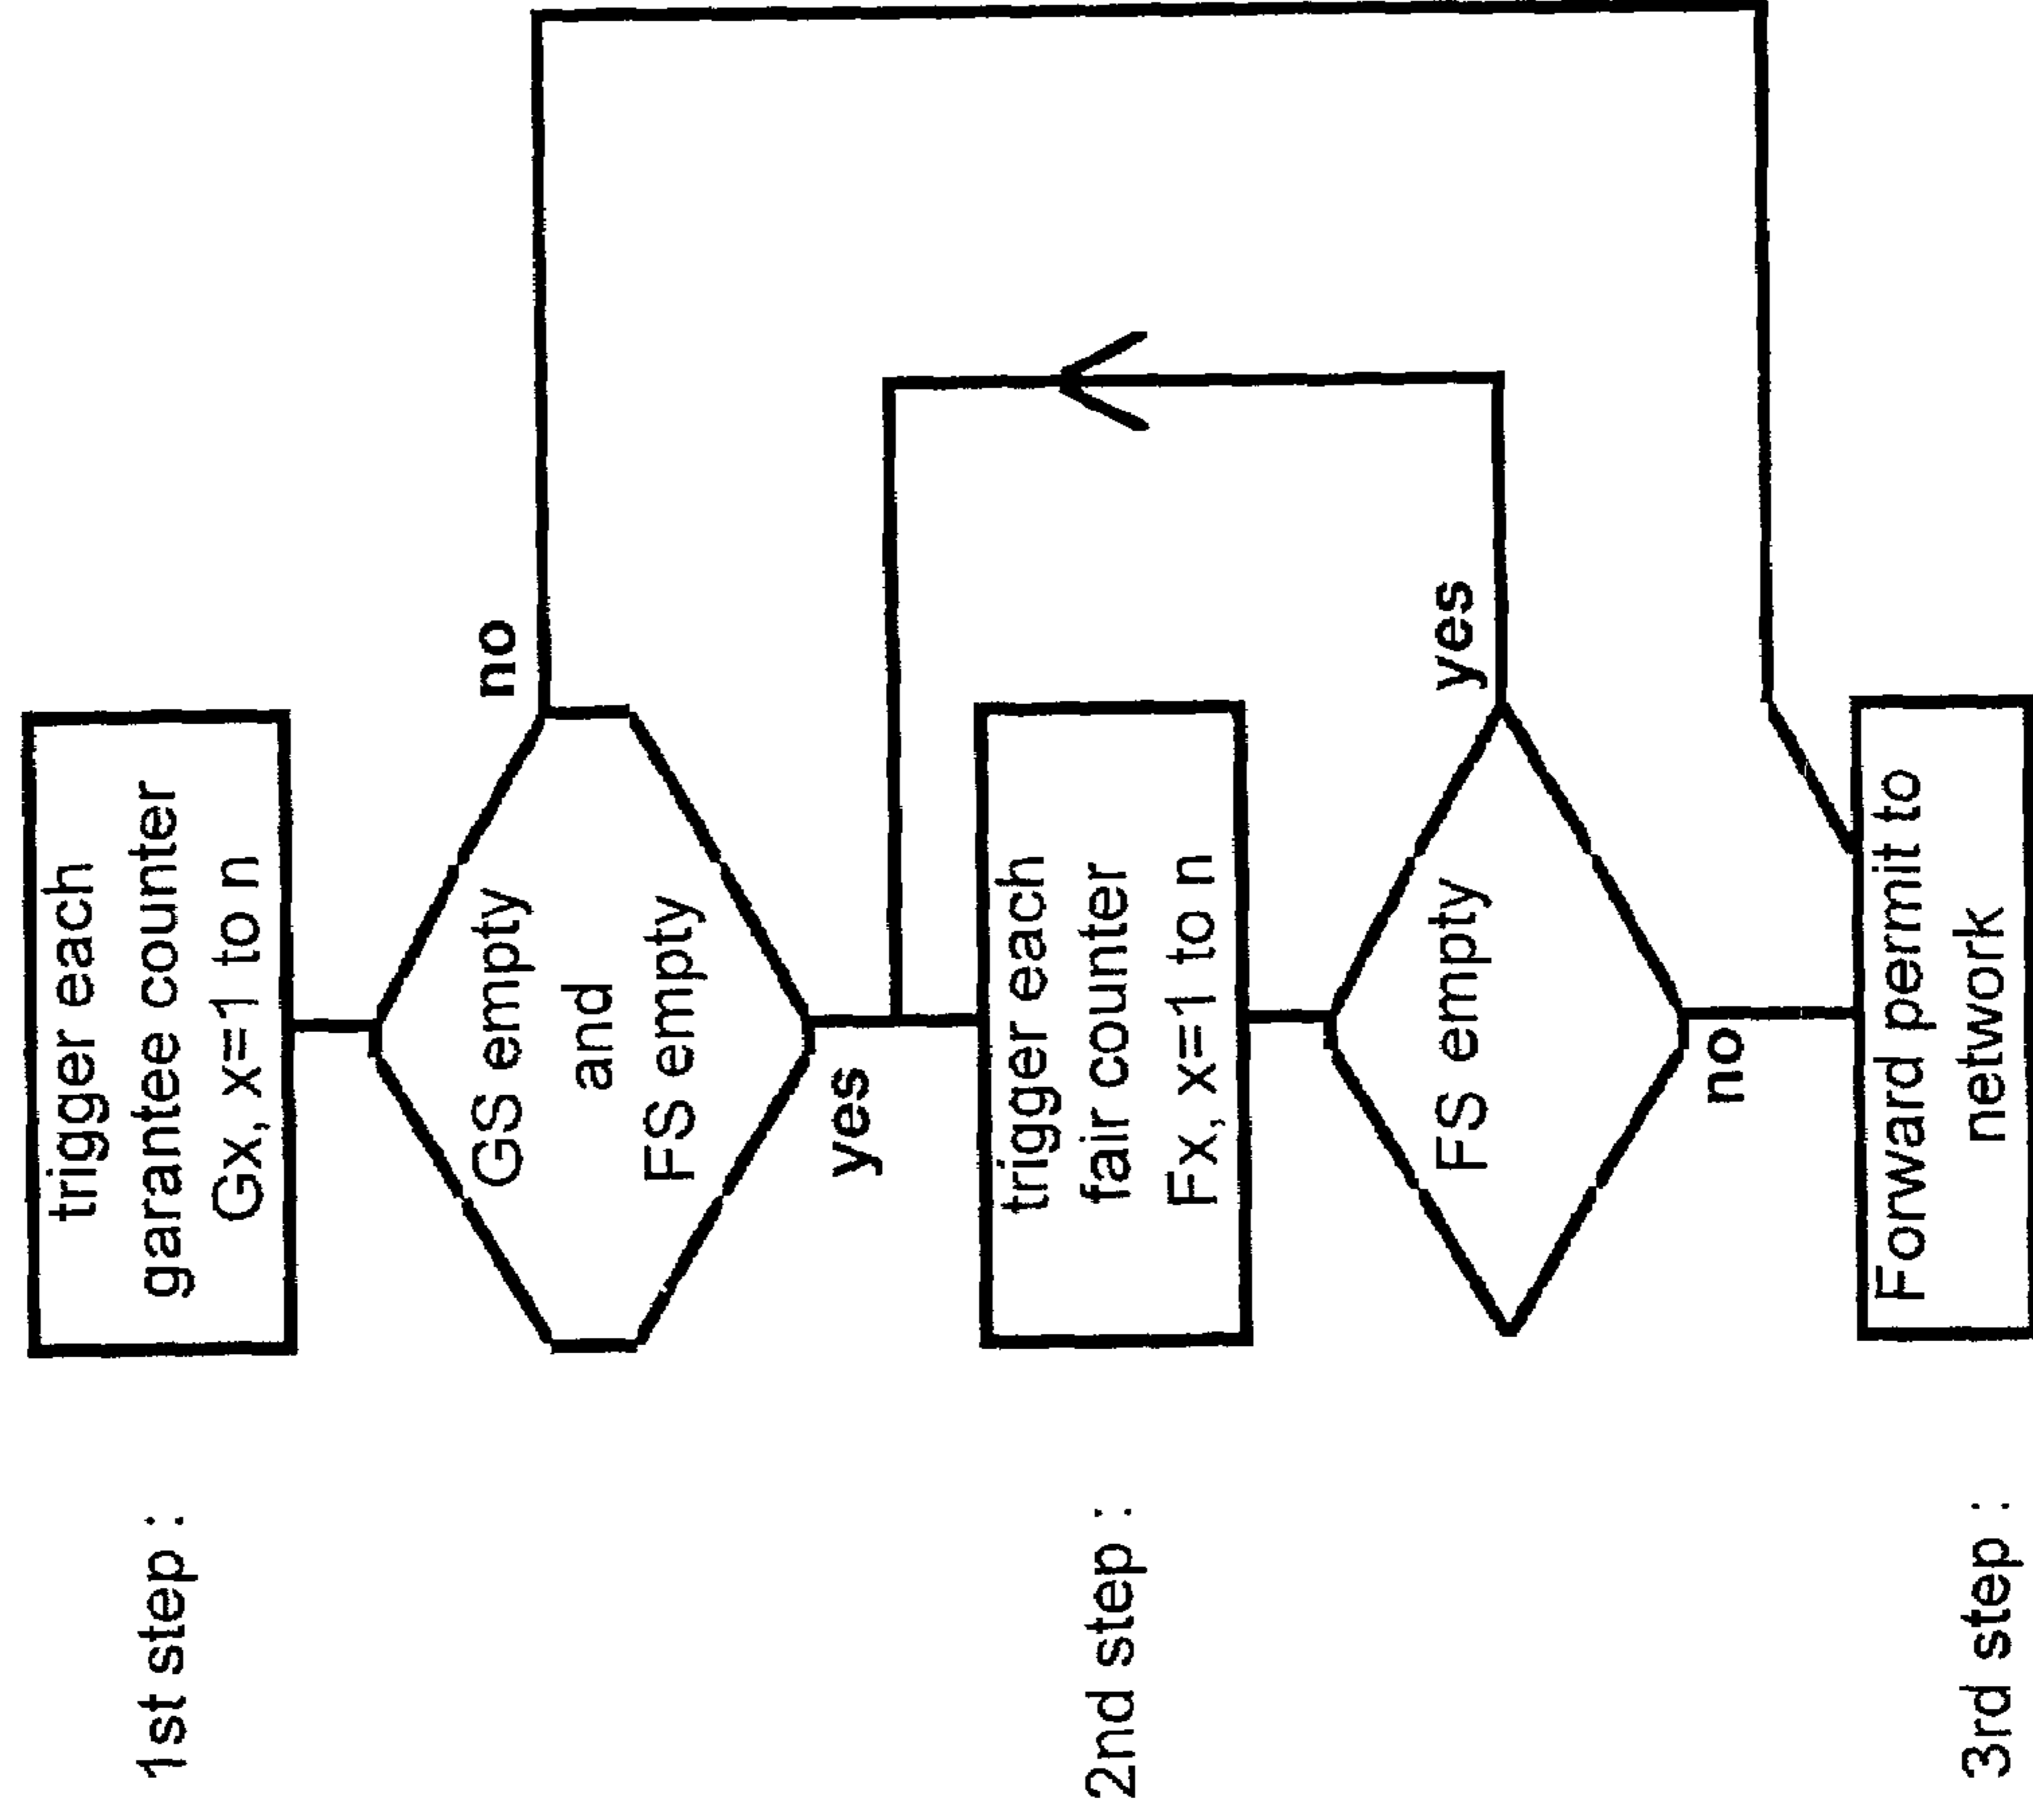 1st step :
trigger each
garantee counter
Gx, x=1 to n
GS empty
and
FS empty
no
yes
2nd step :
trigger each
fair counter
Fx, x=1 to n
FS empty
yes
no
3rd step :
Forward permit to
network